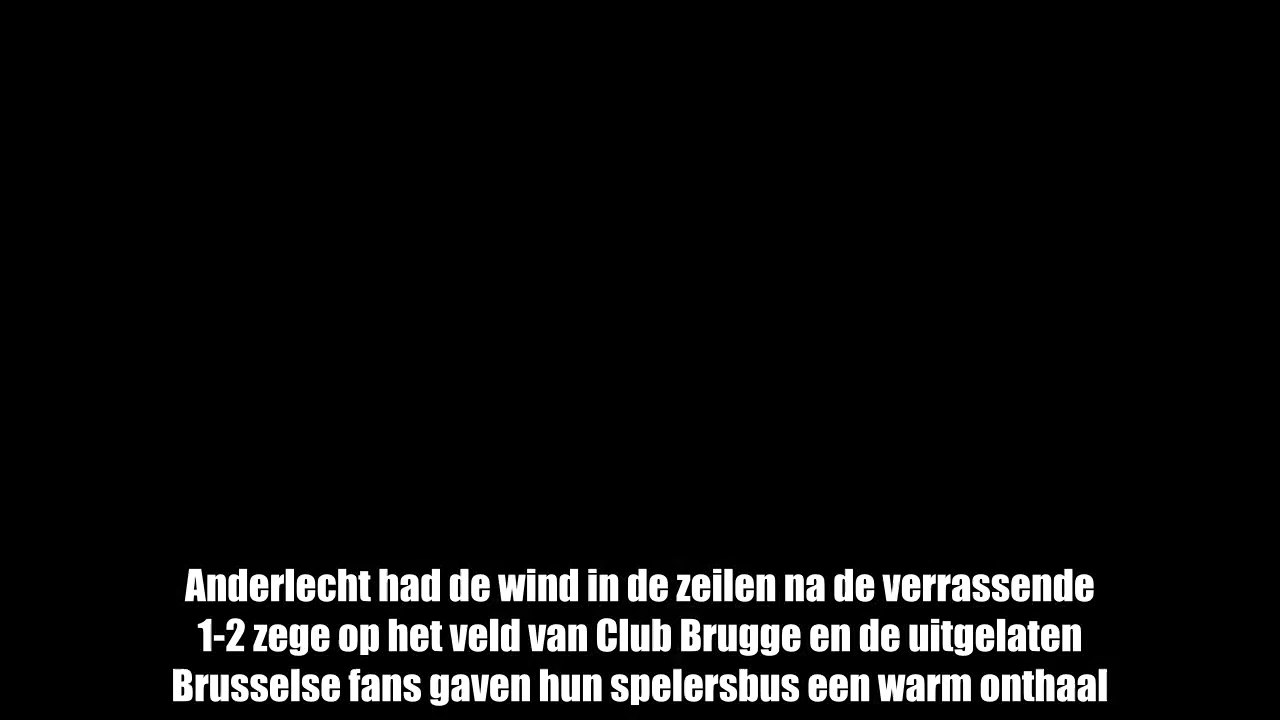 Anderlecht had de wind in de zeilen na de verrassende
1-2 zege op het veld van Club Brugge en de uitgelaten
Brusselse fans gaven hun spelersbus een warm onthaal